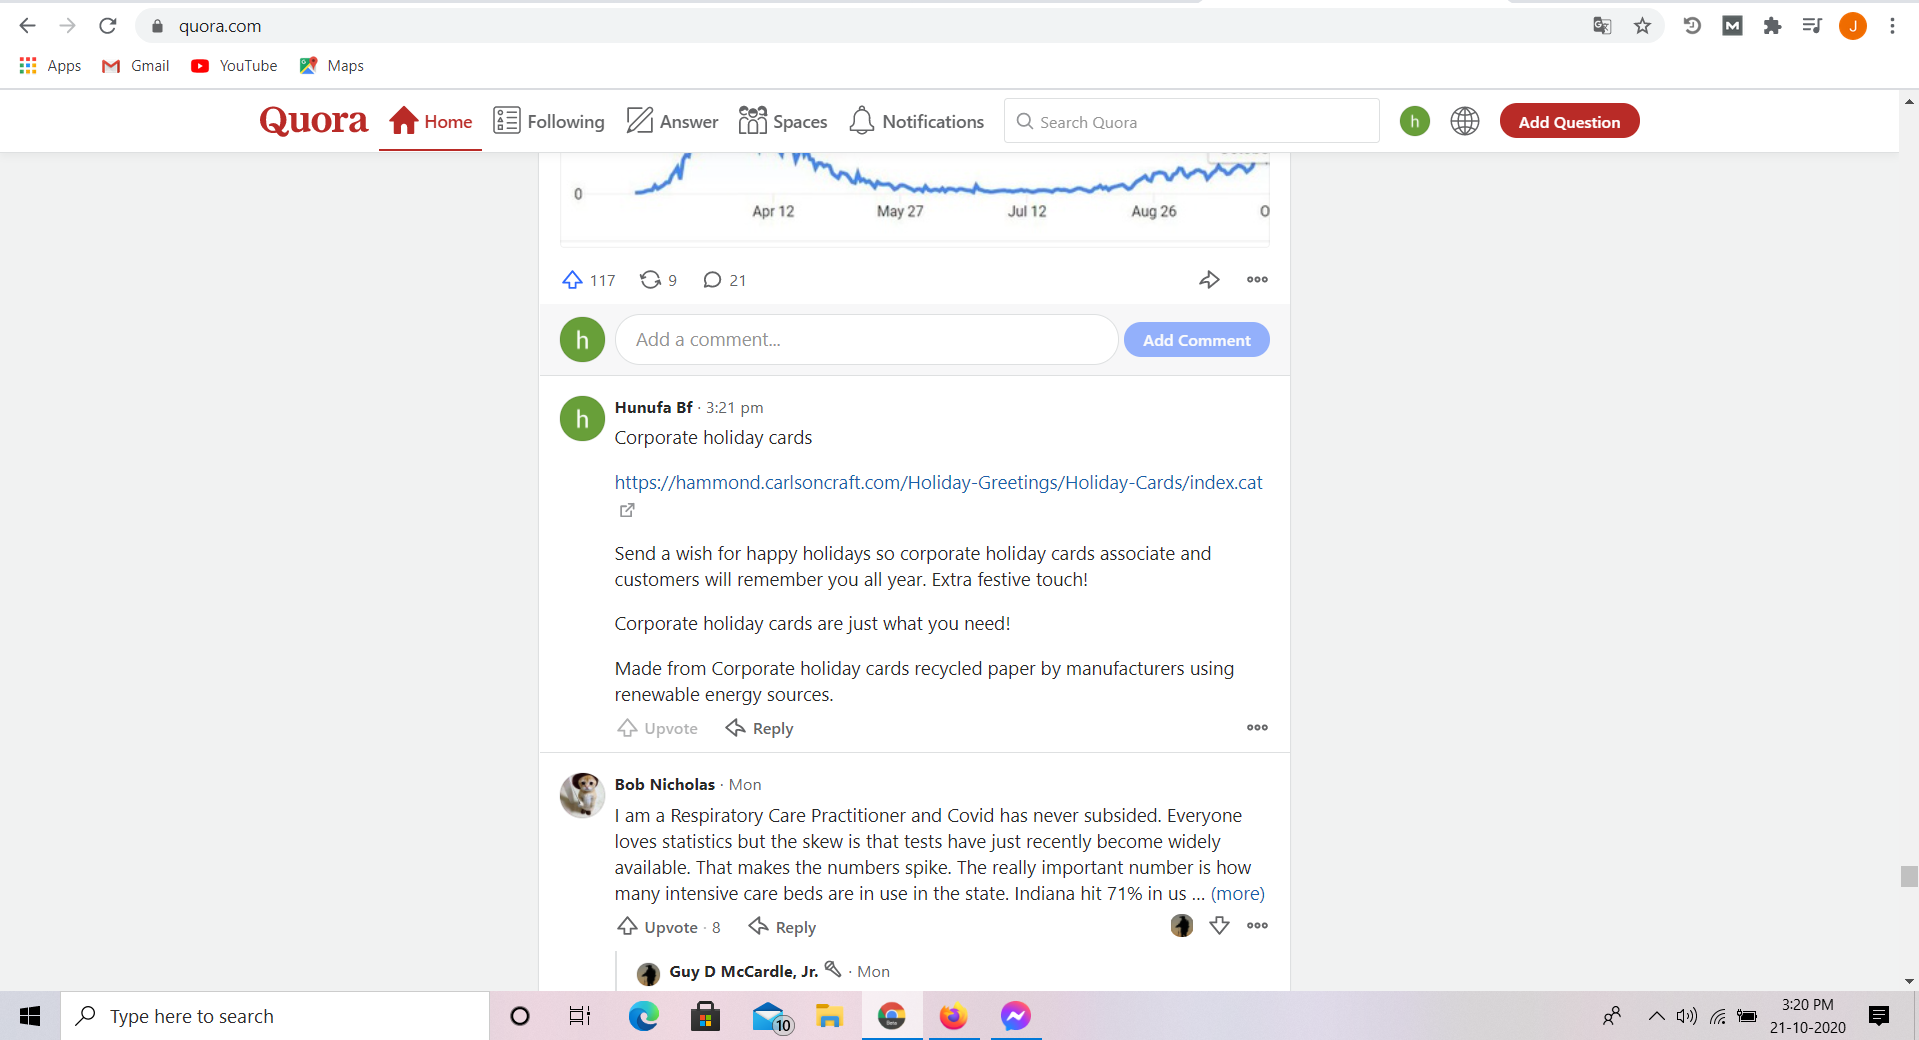 quora.com
M
J
Apps Gmail YouTube Maps
Quora Home Following Answer Spaces Notifications Search Quora h Add Question
0
Apr 12 May 27 Jul 12 Aug 26 O
117 9 21
h Add a comment... Add Comment
h Hunufa Bf · 3:21 pm
Corporate holiday cards
https://hammond.carlsoncraft.com/Holiday-Greetings/Holiday-Cards/index.cat
Send a wish for happy holidays so corporate holiday cards associate and
customers will remember you all year. Extra festive touch!
Corporate holiday cards are just what you need!
Made from Corporate holiday cards recycled paper by manufacturers using
renewable energy sources.
Upvote Reply
Bob Nicholas · Mon
I am a Respiratory Care Practitioner and Covid has never subsided. Everyone
loves statistics but the skew is that tests have just recently become widely
available. That makes the numbers spike. The really important number is how
many intensive care beds are in use in the state. Indiana hit 71% in us ... (more)
Upvote · 8 Reply
Guy D McCardle, Jr. · Mon
Type here to search 10 3:20 PM
21-10-2020